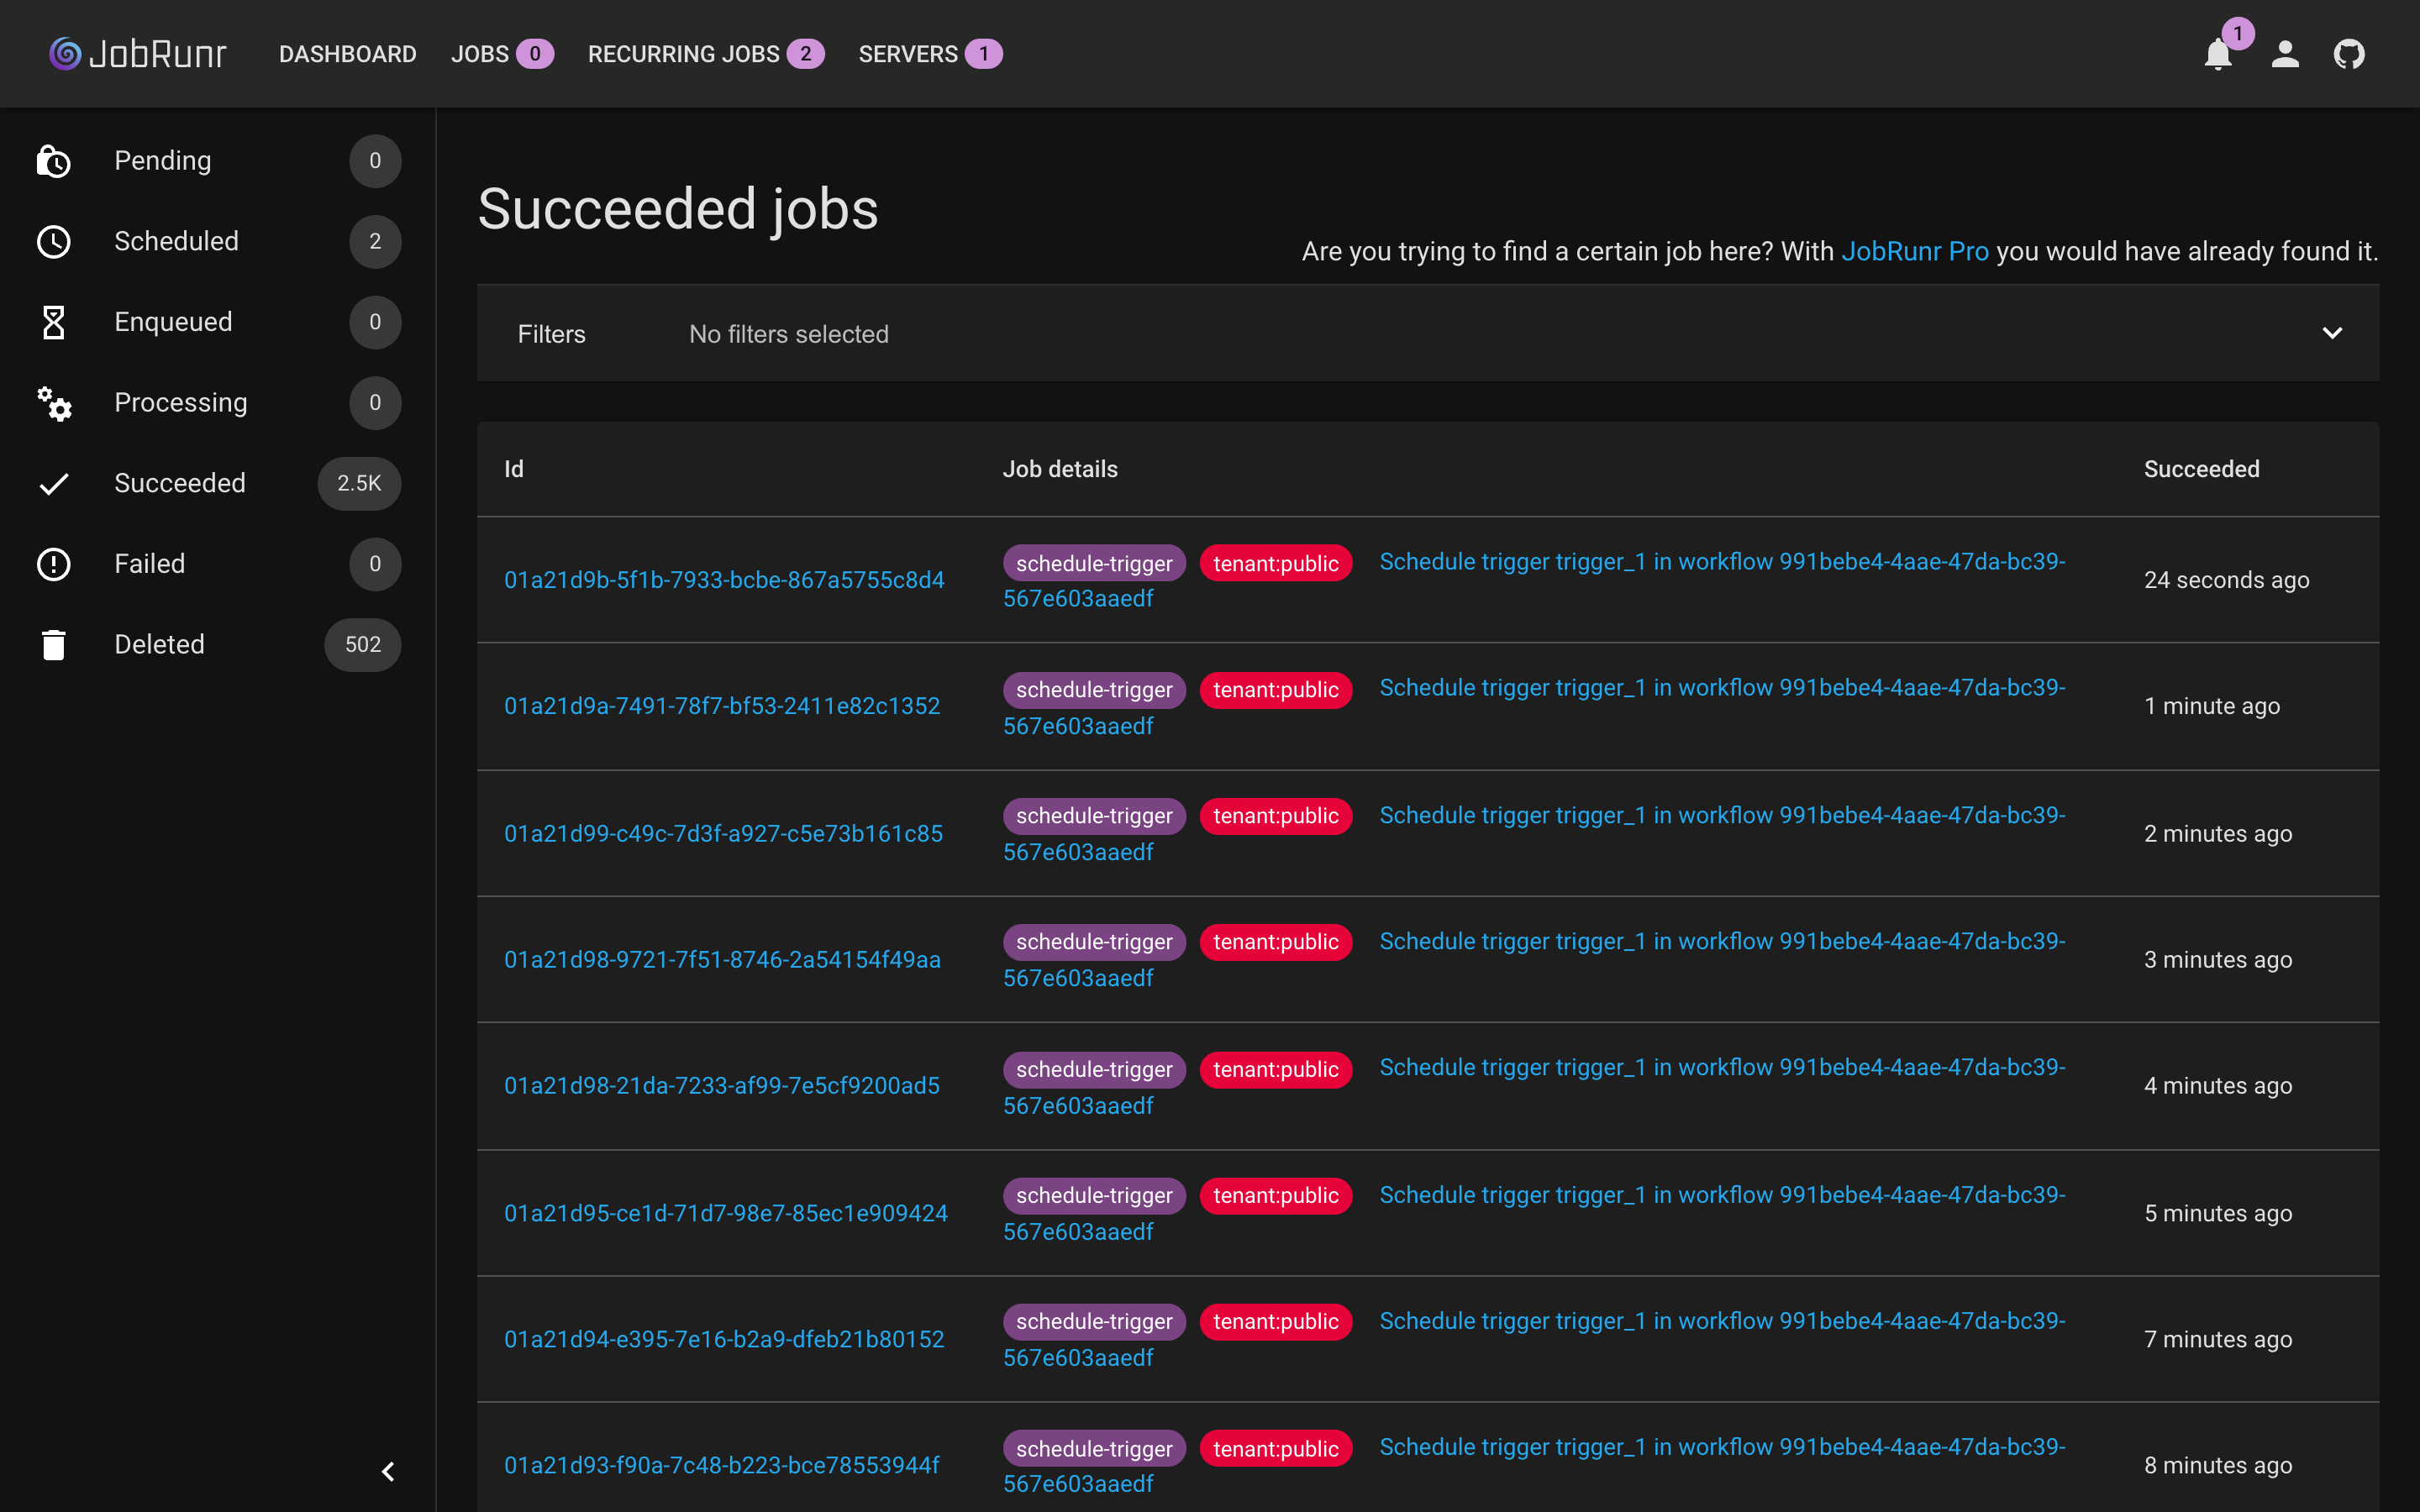 JobRunr
DASHBOARD
JOBS 0
RECURRING JOBS 2
SERVERS 1
1
Pending 0
Scheduled 2
Enqueued 0
Processing 0
Succeeded 2.5K
Failed 0
Deleted 502
Succeeded jobs
Are you trying to find a certain job here? With JobRunr Pro you would have already found it.
Filters No filters selected
Id Job details Succeeded
01a21d9b-5f1b-7933-bcbe-867a5755c8d4 schedule-trigger tenant:public Schedule trigger trigger_1 in workflow 991bebe4-4aae-47da-bc39-
567e603aaedf
24 seconds ago
01a21d9a-7491-78f7-bf53-2411e82c1352 schedule-trigger tenant:public Schedule trigger trigger_1 in workflow 991bebe4-4aae-47da-bc39-
567e603aaedf
1 minute ago
01a21d99-c49c-7d3f-a927-c5e73b161c85 schedule-trigger tenant:public Schedule trigger trigger_1 in workflow 991bebe4-4aae-47da-bc39-
567e603aaedf
2 minutes ago
01a21d98-9721-7f51-8746-2a54154f49aa schedule-trigger tenant:public Schedule trigger trigger_1 in workflow 991bebe4-4aae-47da-bc39-
567e603aaedf
3 minutes ago
01a21d98-21da-7233-af99-7e5cf9200ad5 schedule-trigger tenant:public Schedule trigger trigger_1 in workflow 991bebe4-4aae-47da-bc39-
567e603aaedf
4 minutes ago
01a21d95-ce1d-71d7-98e7-85ec1e909424 schedule-trigger tenant:public Schedule trigger trigger_1 in workflow 991bebe4-4aae-47da-bc39-
567e603aaedf
5 minutes ago
01a21d94-e395-7e16-b2a9-dfeb21b80152 schedule-trigger tenant:public Schedule trigger trigger_1 in workflow 991bebe4-4aae-47da-bc39-
567e603aaedf
7 minutes ago
01a21d93-f90a-7c48-b223-bce78553944f schedule-trigger tenant:public Schedule trigger trigger_1 in workflow 991bebe4-4aae-47da-bc39-
567e603aaedf
8 minutes ago